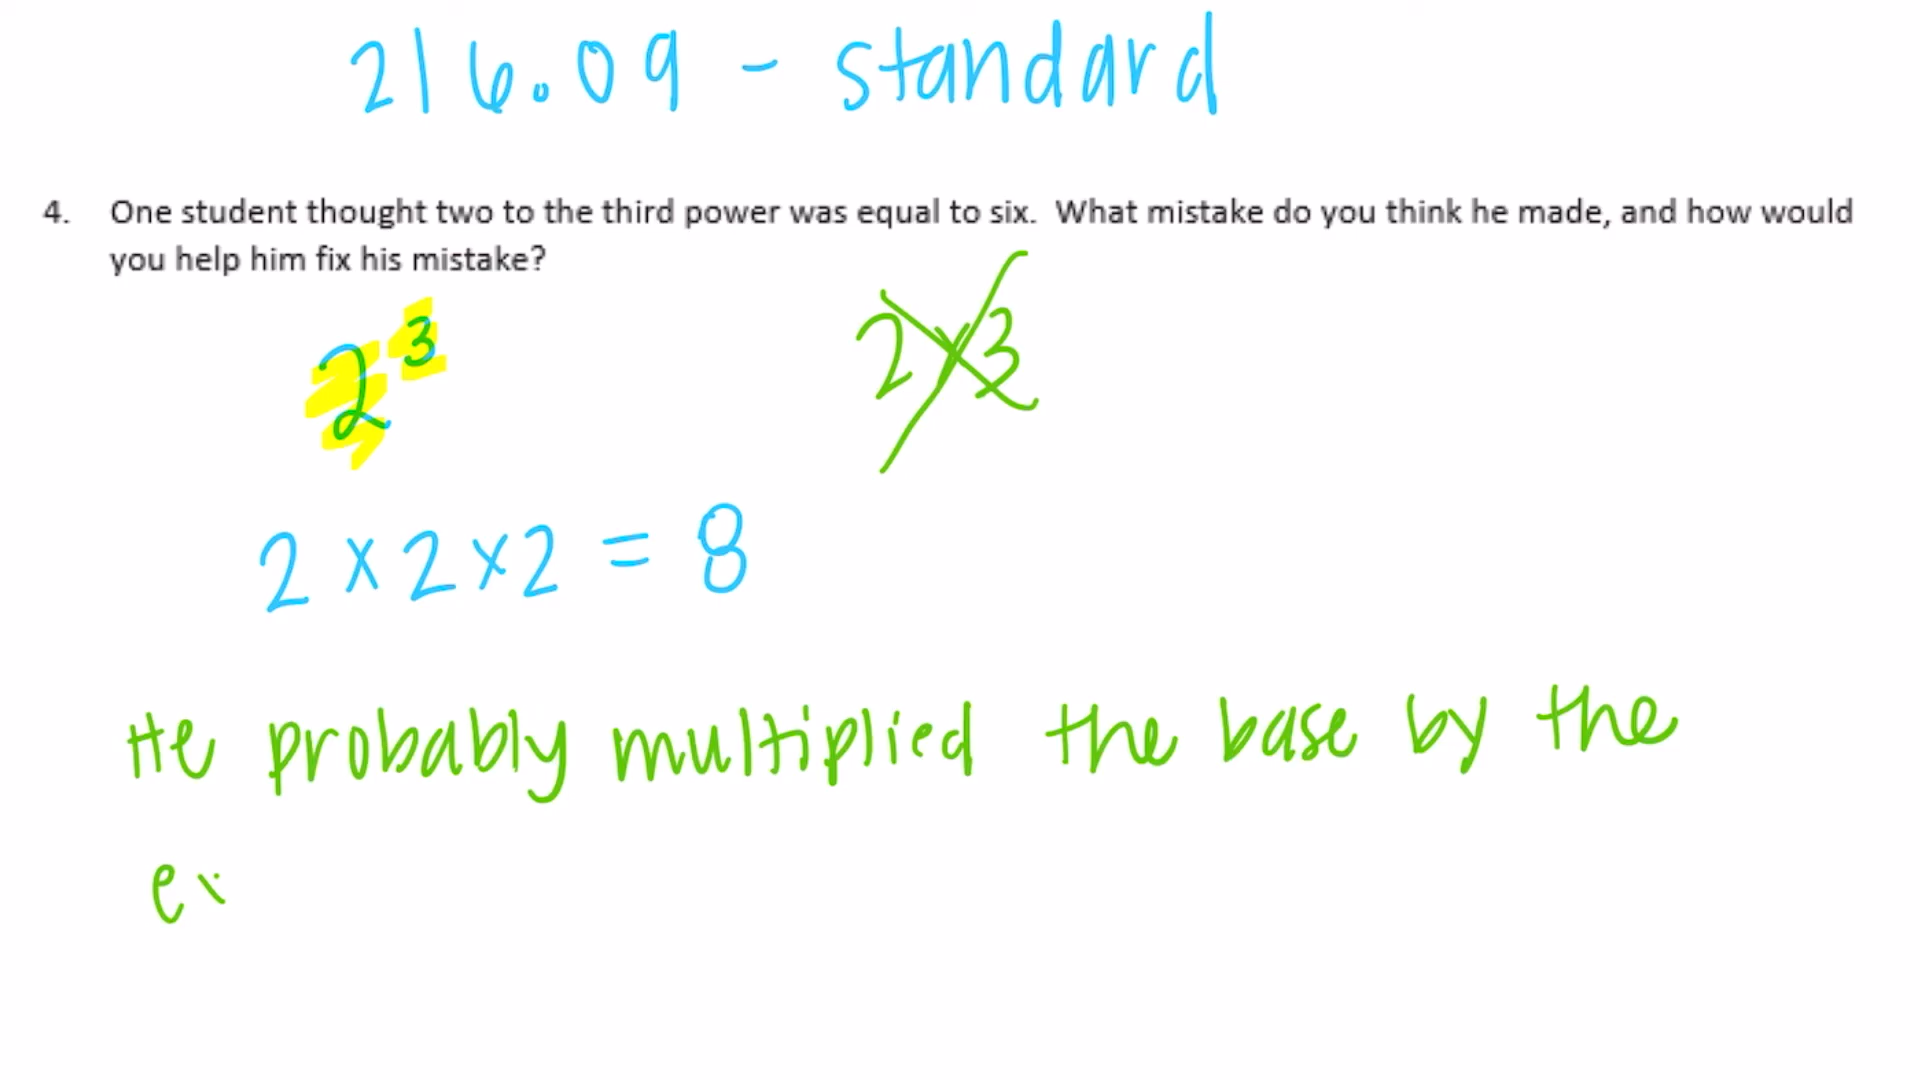 216.09 - standard
4. One student thought two to the third power was equal to six. What mistake do you think he made, and how would
you help him fix his mistake?
2³ 2x3
2 x 2 x 2 = 8
He probably multiplied the base by the
e